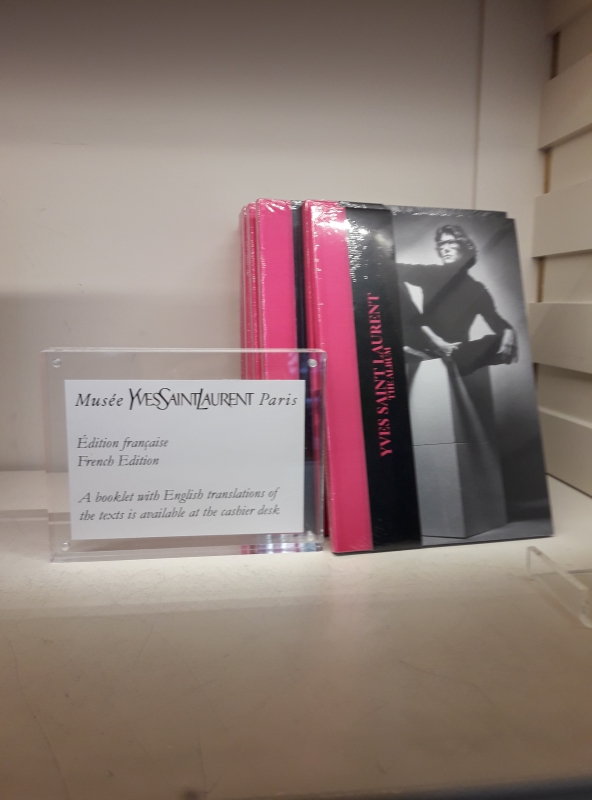 Musée YVESSAINTLAURENT Paris
Édition française
French Edition
A booklet with English translations of
the texts is available at the cashier desk
YVES SAINT LAURENT
THE ALBUM